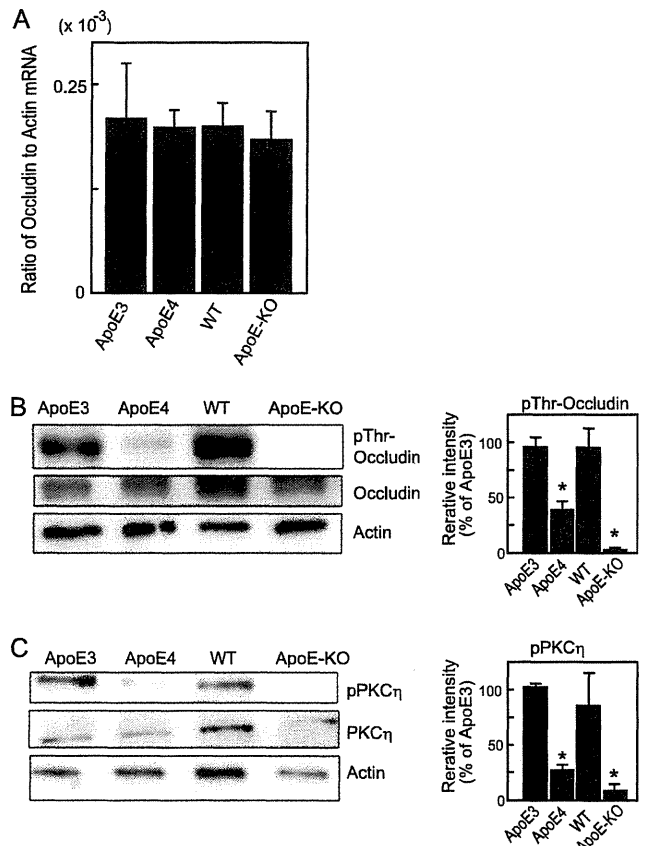 A
(x 10⁻³)
Ratio of Occludin to Actin mRNA
0.25
0
ApoE3
ApoE4
WT
ApoE-KO
B
ApoE3 ApoE4 WT ApoE-KO
pThr-
Occludin
Occludin
Actin
pThr-Occludin
Rerative intensity
(% of ApoE3)
100
50
0
* *
ApoE3
ApoE4
WT
ApoE-KO
C
ApoE3 ApoE4 WT ApoE-KO
pPKCη
PKCη
Actin
pPKCη
Rerative intensity
(% of ApoE3)
100
50
0
* *
ApoE3
ApoE4
WT
ApoE-KO